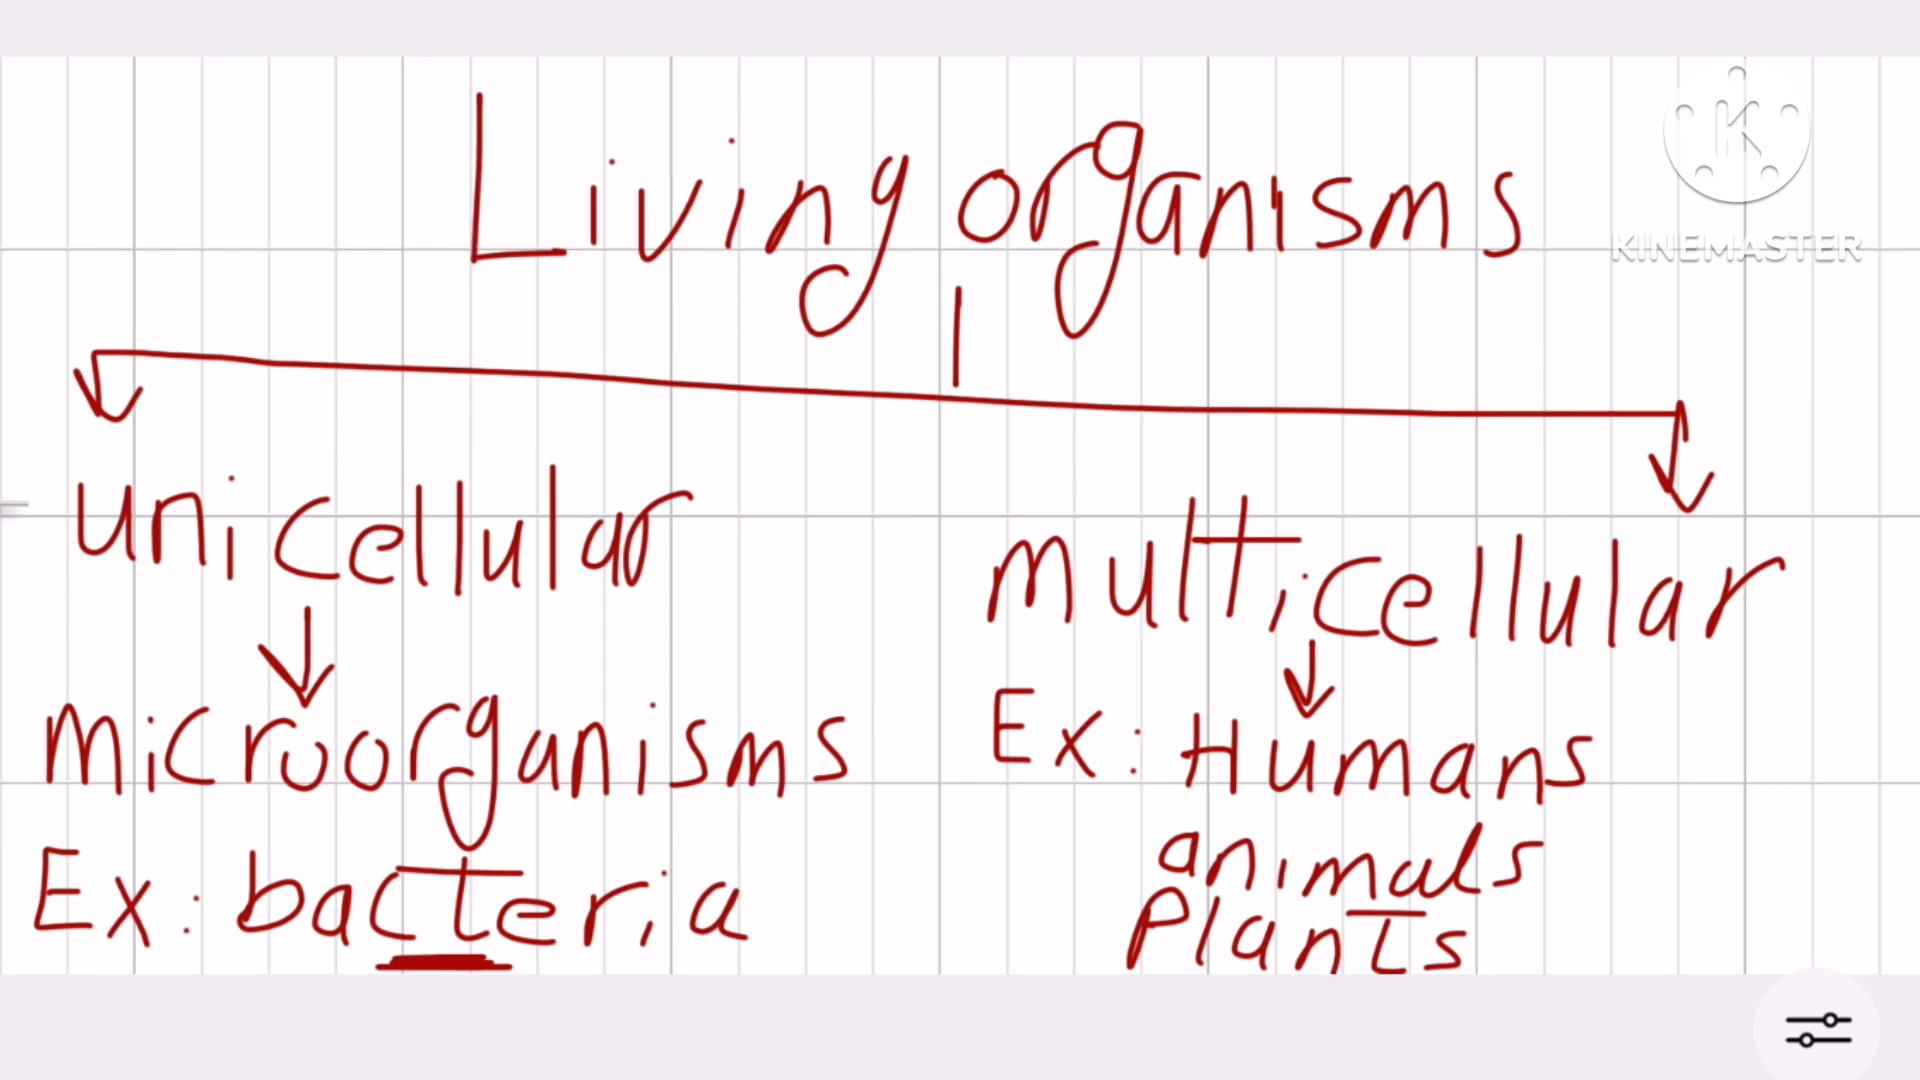 Living organisms
KINEMASTER
unicellular
multicellular
microorganisms
Ex: Humans
animals
Ex: bacteria
plants